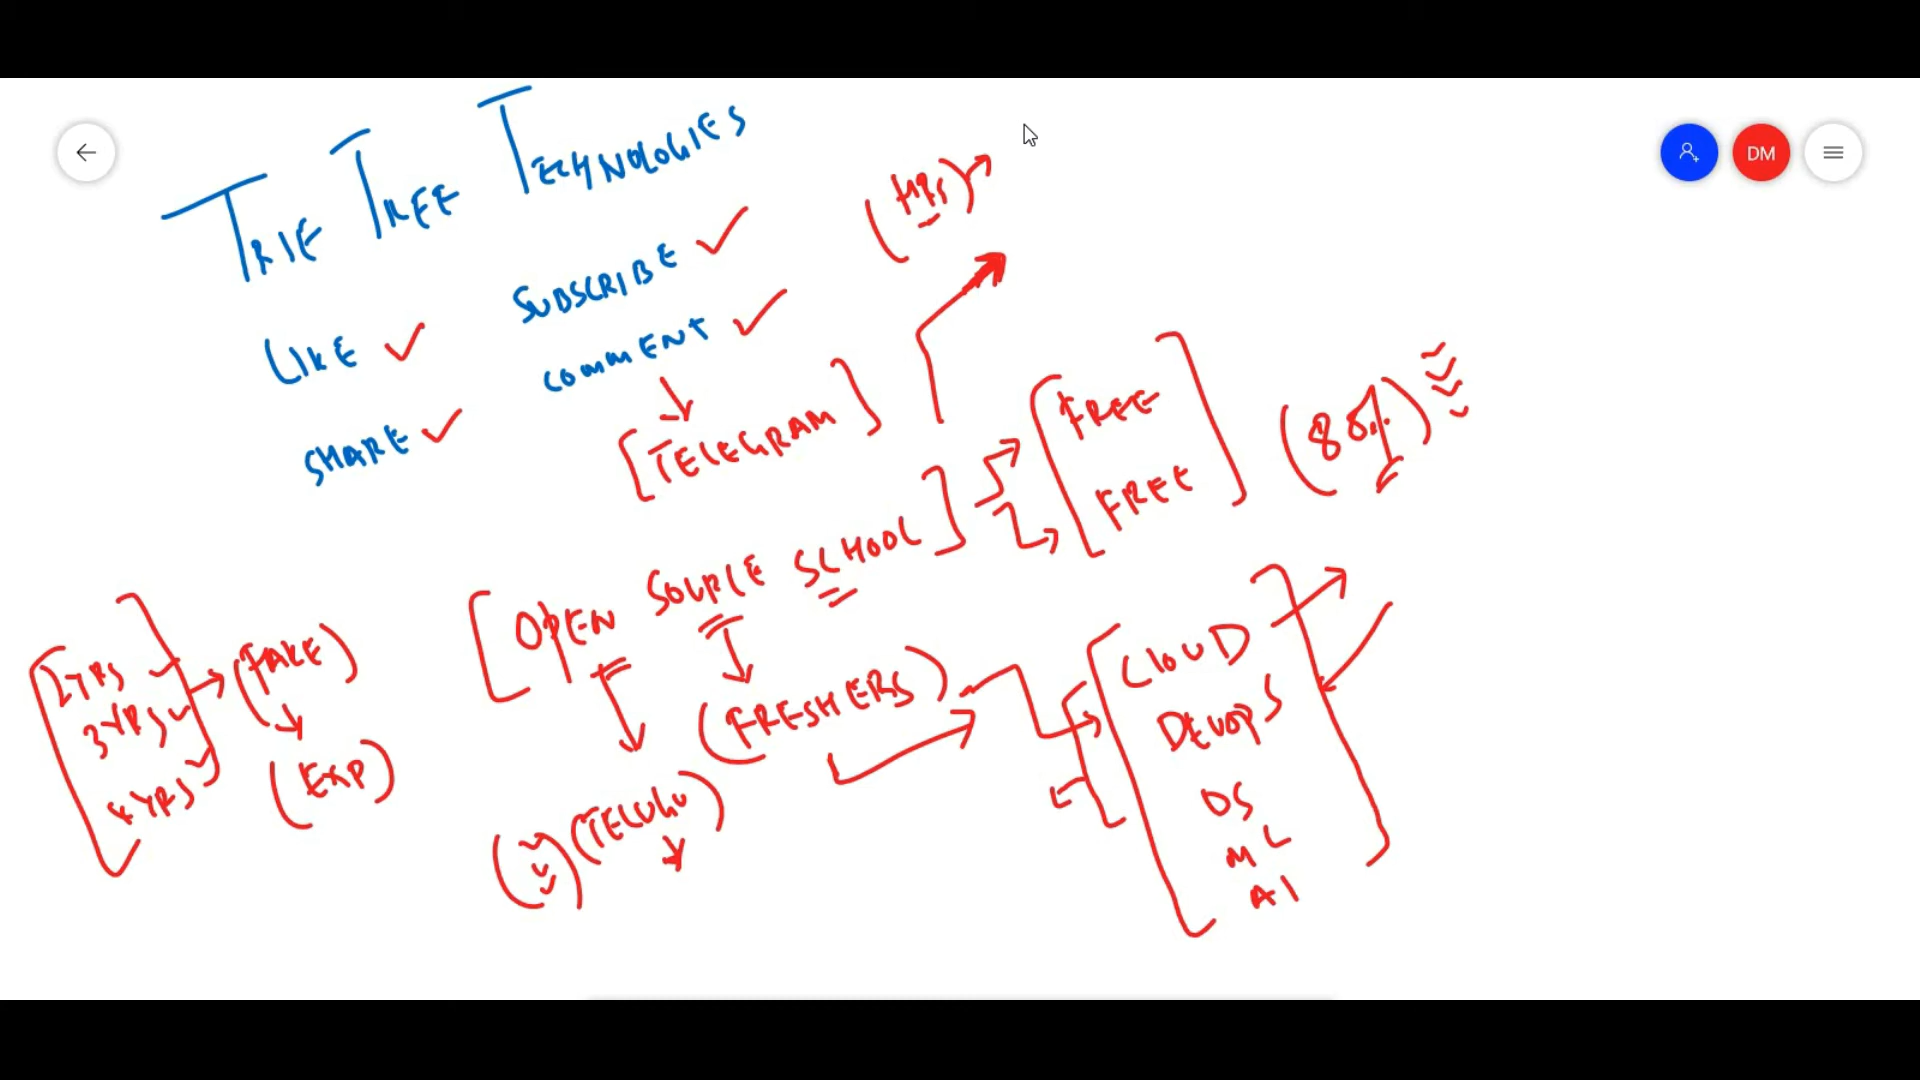 TRIE TREE TECHNOLOGIES
LIKE
SUBSCRIBE
SHARE
COMMENT
[TELEGRAM]
[OPEN SOURCE SCHOOL]
FREE
FREE
(80%)
(FRESHERS)
(TELUGU)
CLOUD
DEVOPS
DS
ML
AI
2YRS
3YRS
4YRS
(FAKE)
(EXP)
DM